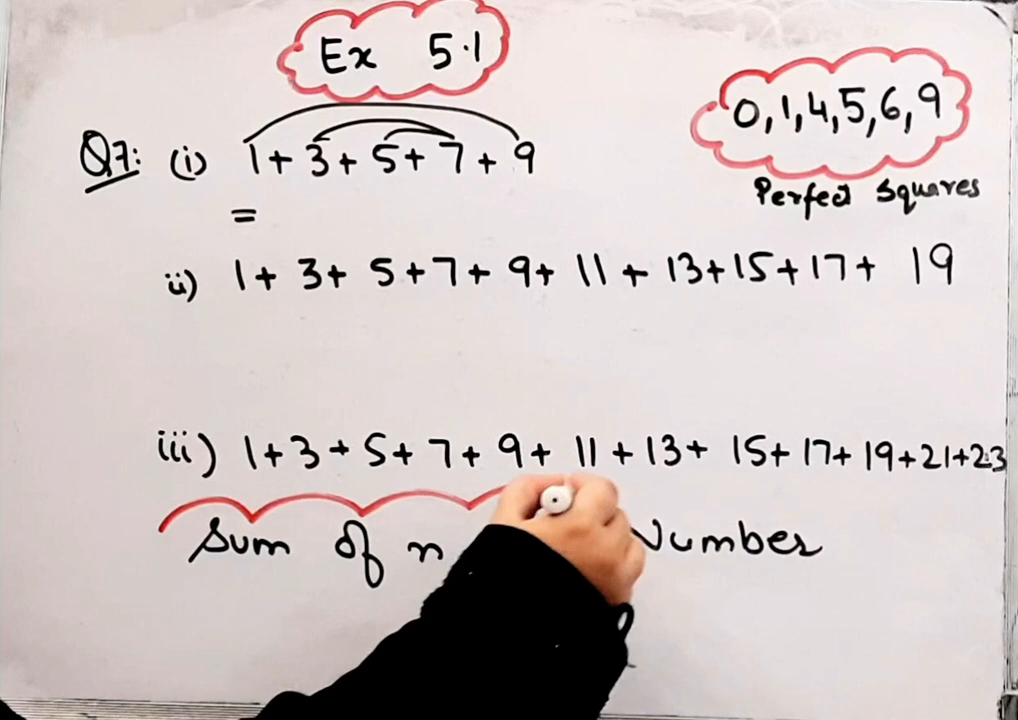 Ex 5.1
0,1,4,5,6,9
Perfect Squares
Q7: (i) 1+3+5+7+9
=
ii) 1+3+5+7+9+11+13+15+17+19
iii) 1+3+5+7+9+11+13+15+17+19+21+23
Sum of n Number